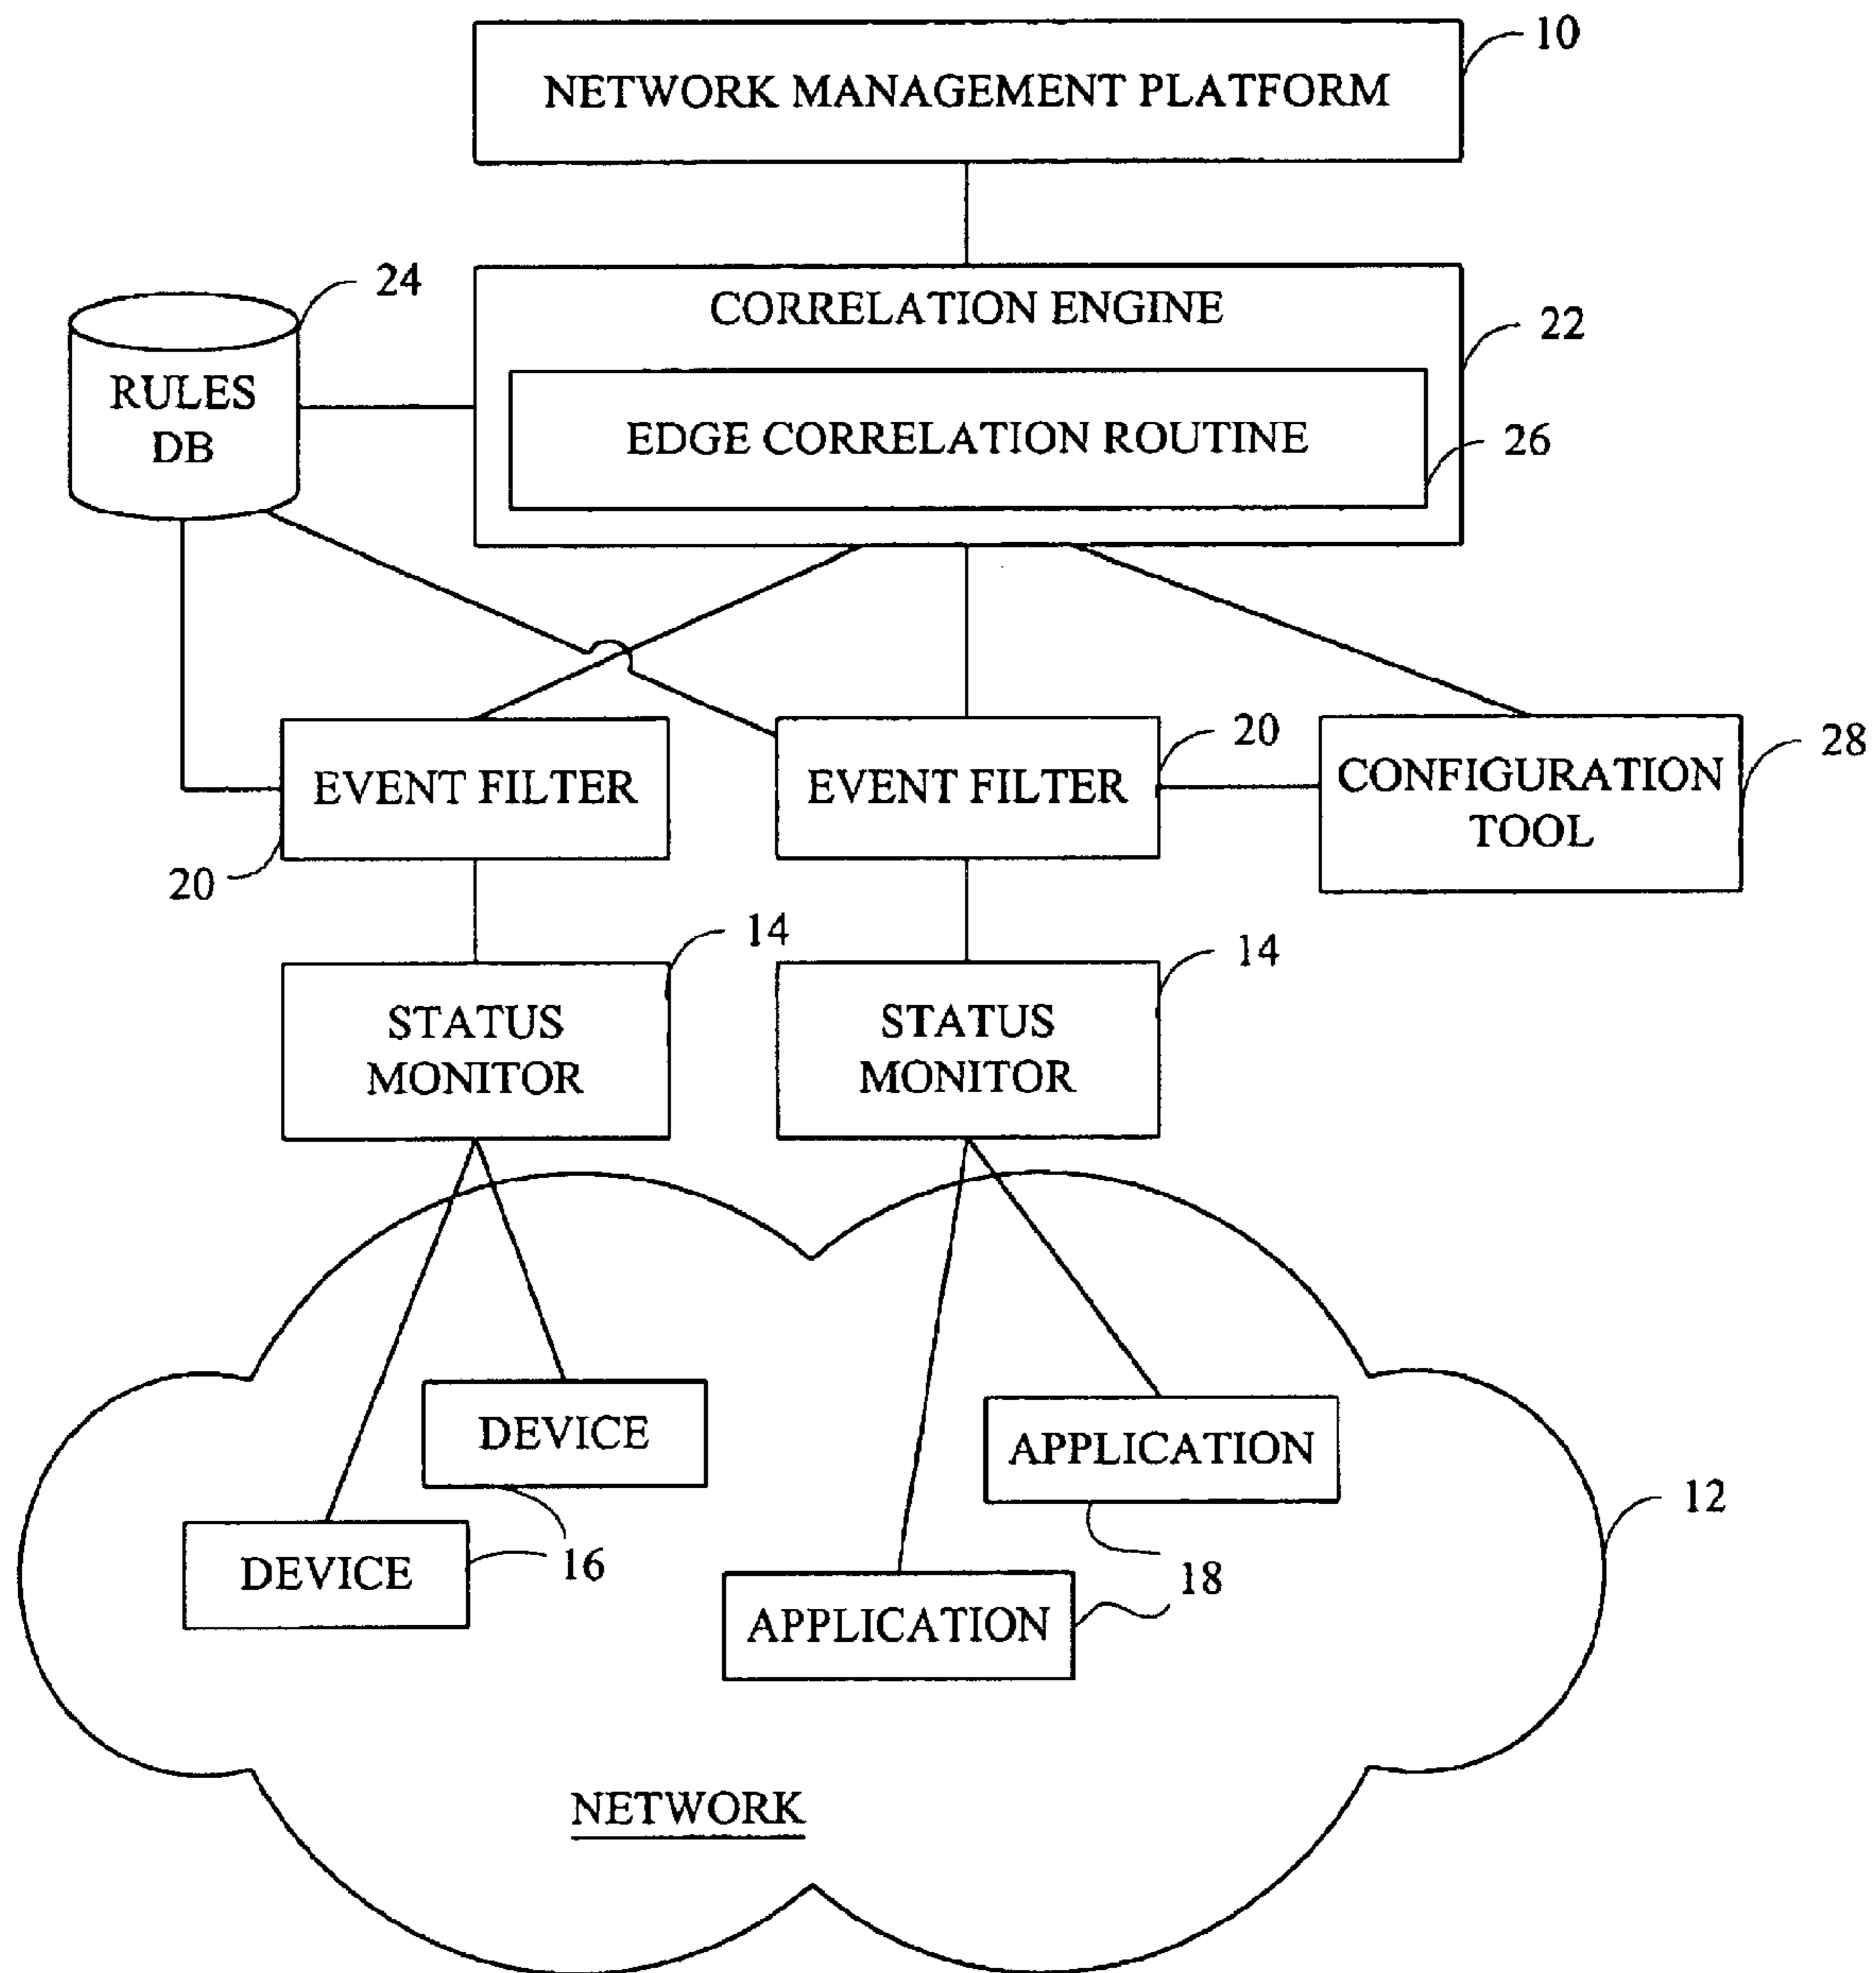 10
NETWORK MANAGEMENT PLATFORM
24
CORRELATION ENGINE
22
RULES
DB
EDGE CORRELATION ROUTINE
26
EVENT FILTER
20
EVENT FILTER
20
CONFIGURATION
TOOL
28
14
STATUS
MONITOR
14
STATUS
MONITOR
DEVICE
APPLICATION
12
DEVICE
16
18
APPLICATION
NETWORK